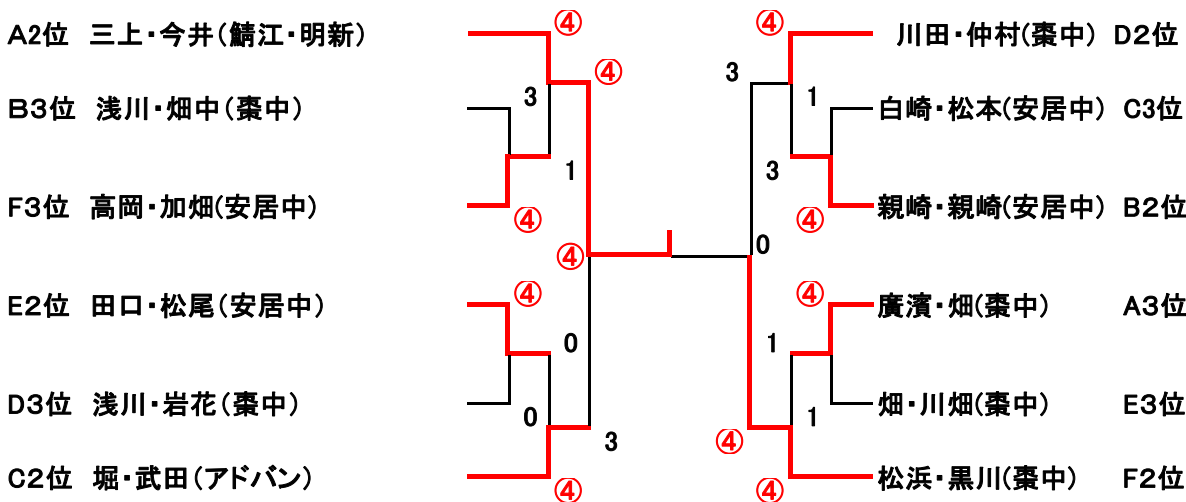 ④ ④
A2位 三上・今井(鯖江・明新) 川田・仲村(棗中) D2位
④ 3
3 1
B3位 浅川・畑中(棗中) 白崎・松本(安居中) C3位
1 3
F3位 高岡・加畑(安居中) 親崎・親崎(安居中) B2位
④ ④
④ 0
④ ④
E2位 田口・松尾(安居中) 廣濱・畑(棗中) A3位
0 1
D3位 浅川・岩花(棗中) 畑・川畑(棗中) E3位
0 1
3 ④
C2位 堀・武田(アドバン) 松浜・黒川(棗中) F2位
④ ④